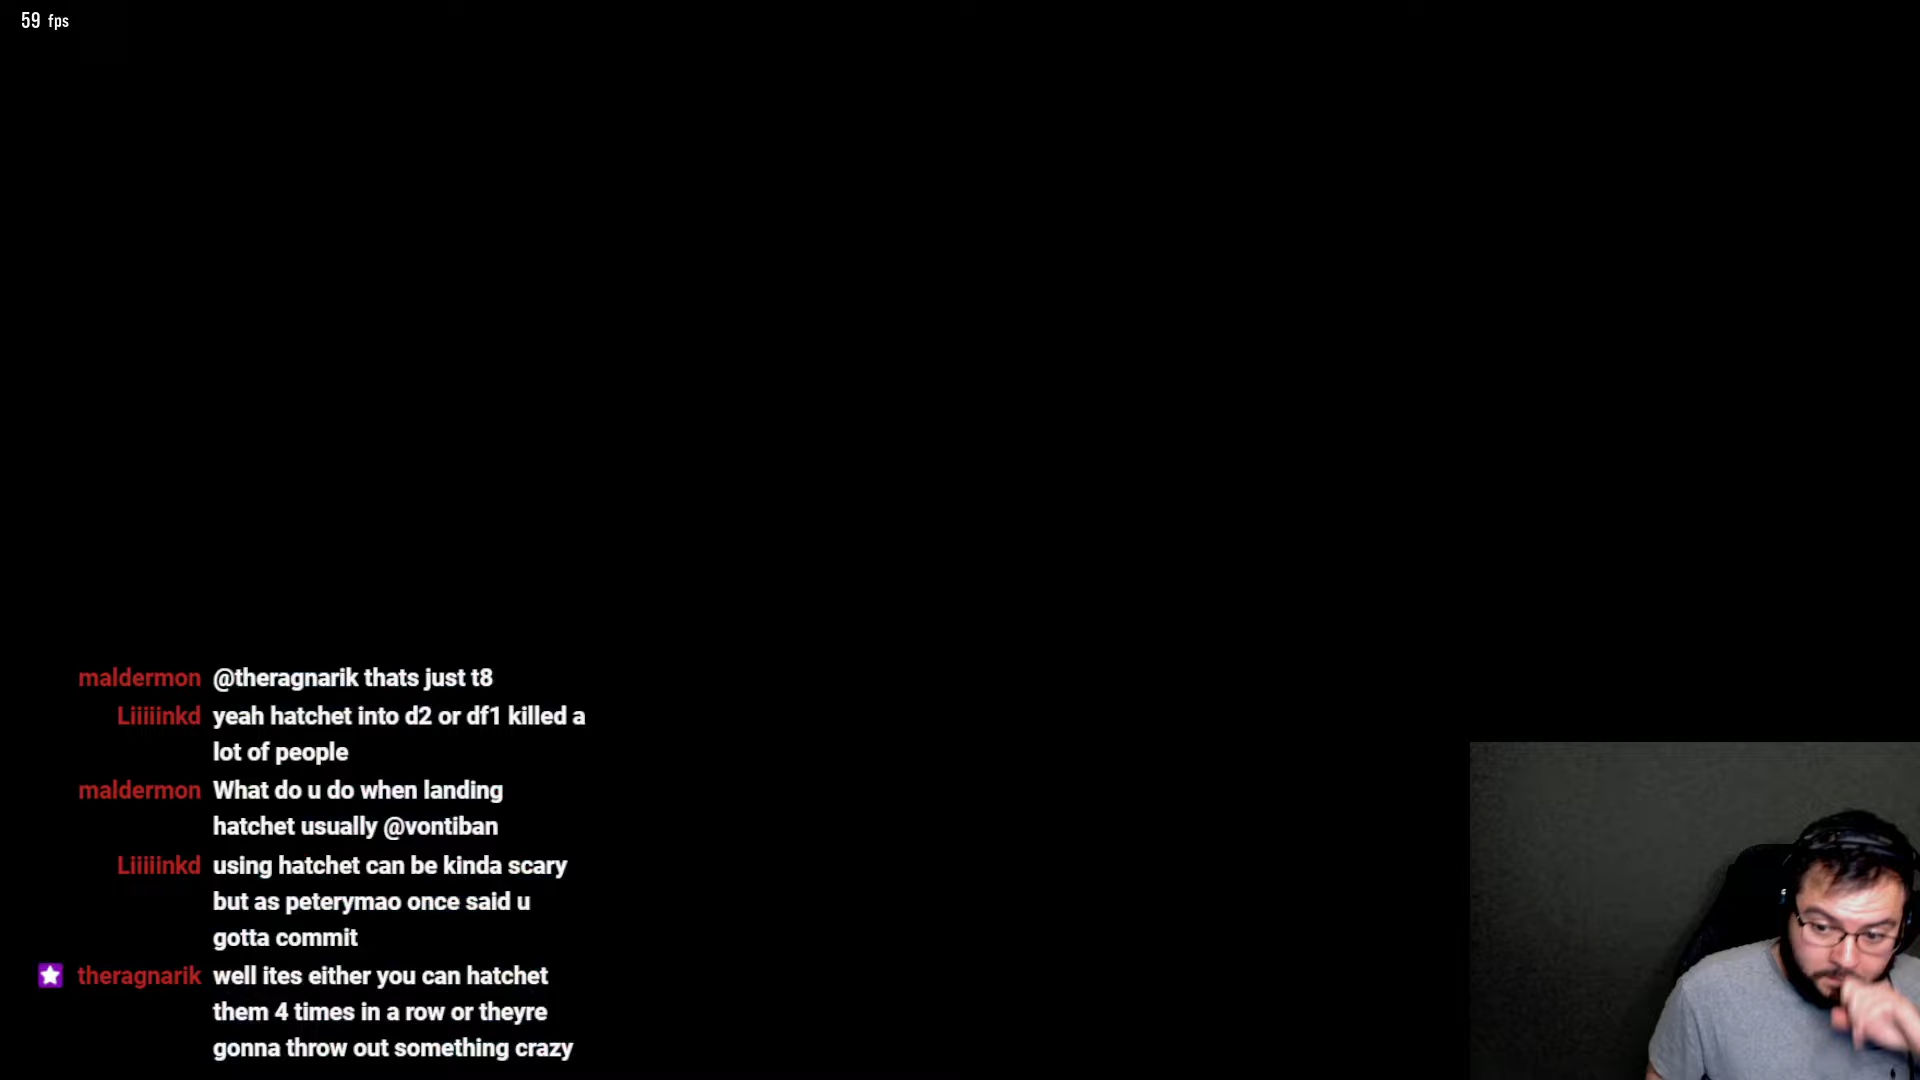 59 fps
maldermon @theragnarik thats just t8
Liiiiinkd yeah hatchet into d2 or df1 killed a
lot of people
maldermon What do u do when landing
hatchet usually @vontiban
Liiiiinkd using hatchet can be kinda scary
but as peterymao once said u
gotta commit
theragnarik well ites either you can hatchet
them 4 times in a row or theyre
gonna throw out something crazy